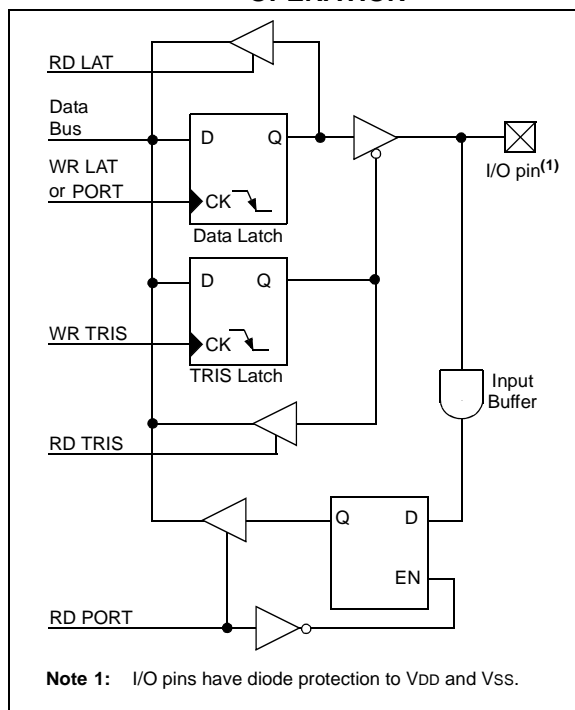 OPERATION
RD LAT
Data
Bus
D Q
WR LAT
or PORT
I/O pin(1)
CK
Data Latch
D Q
WR TRIS
CK
TRIS Latch
Input
Buffer
RD TRIS
Q D
EN
RD PORT
Note 1: I/O pins have diode protection to VDD and VSS.